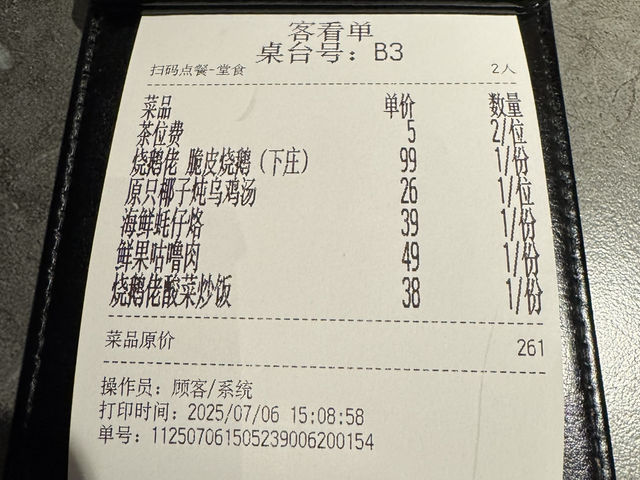 客看单
桌台号：B3
扫码点餐-堂食 2人
菜品 单价 数量
茶位费 5 2/位
烧鹅佬 脆皮烧鹅（下庄） 99 1/份
原只椰子炖乌鸡汤 26 1/位
海鲜蚝仔烙 39 1/份
鲜果咕噜肉 49 1/份
烧鹅佬酸菜炒饭 38 1/份
菜品原价 261
操作员：顾客/系统
打印时间：2025/07/06 15:08:58
单号：112507061505239006200154